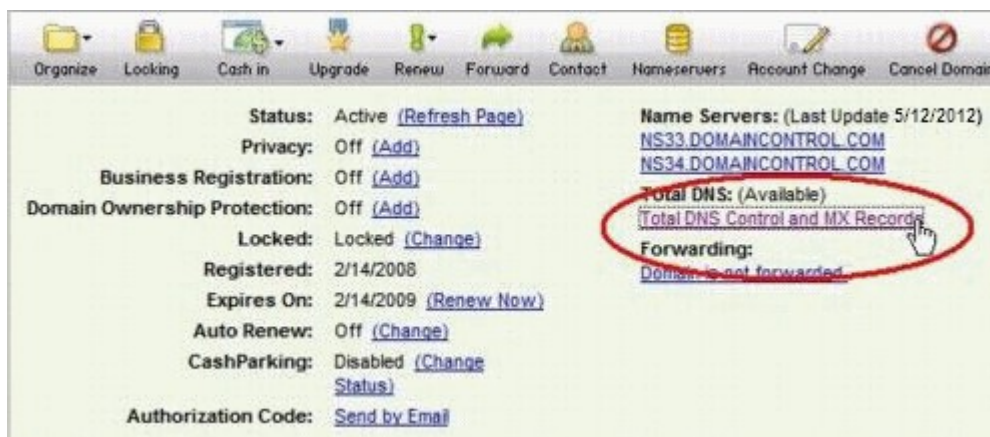 Organize Locking Cash in Upgrade Renew Forward Contact Nameservers Account Change Cancel Domain
Status: Active (Refresh Page)
Privacy: Off (Add)
Business Registration: Off (Add)
Domain Ownership Protection: Off (Add)
Locked: Locked (Change)
Registered: 2/14/2008
Expires On: 2/14/2009 (Renew Now)
Auto Renew: Off (Change)
CashParking: Disabled (Change
Status)
Authorization Code: Send by Email
Name Servers: (Last Update 5/12/2012)
NS33.DOMAINCONTROL.COM
NS34.DOMAINCONTROL.COM
Total DNS: (Available)
Total DNS Control and MX Records
Forwarding:
Domain is not forwarded.